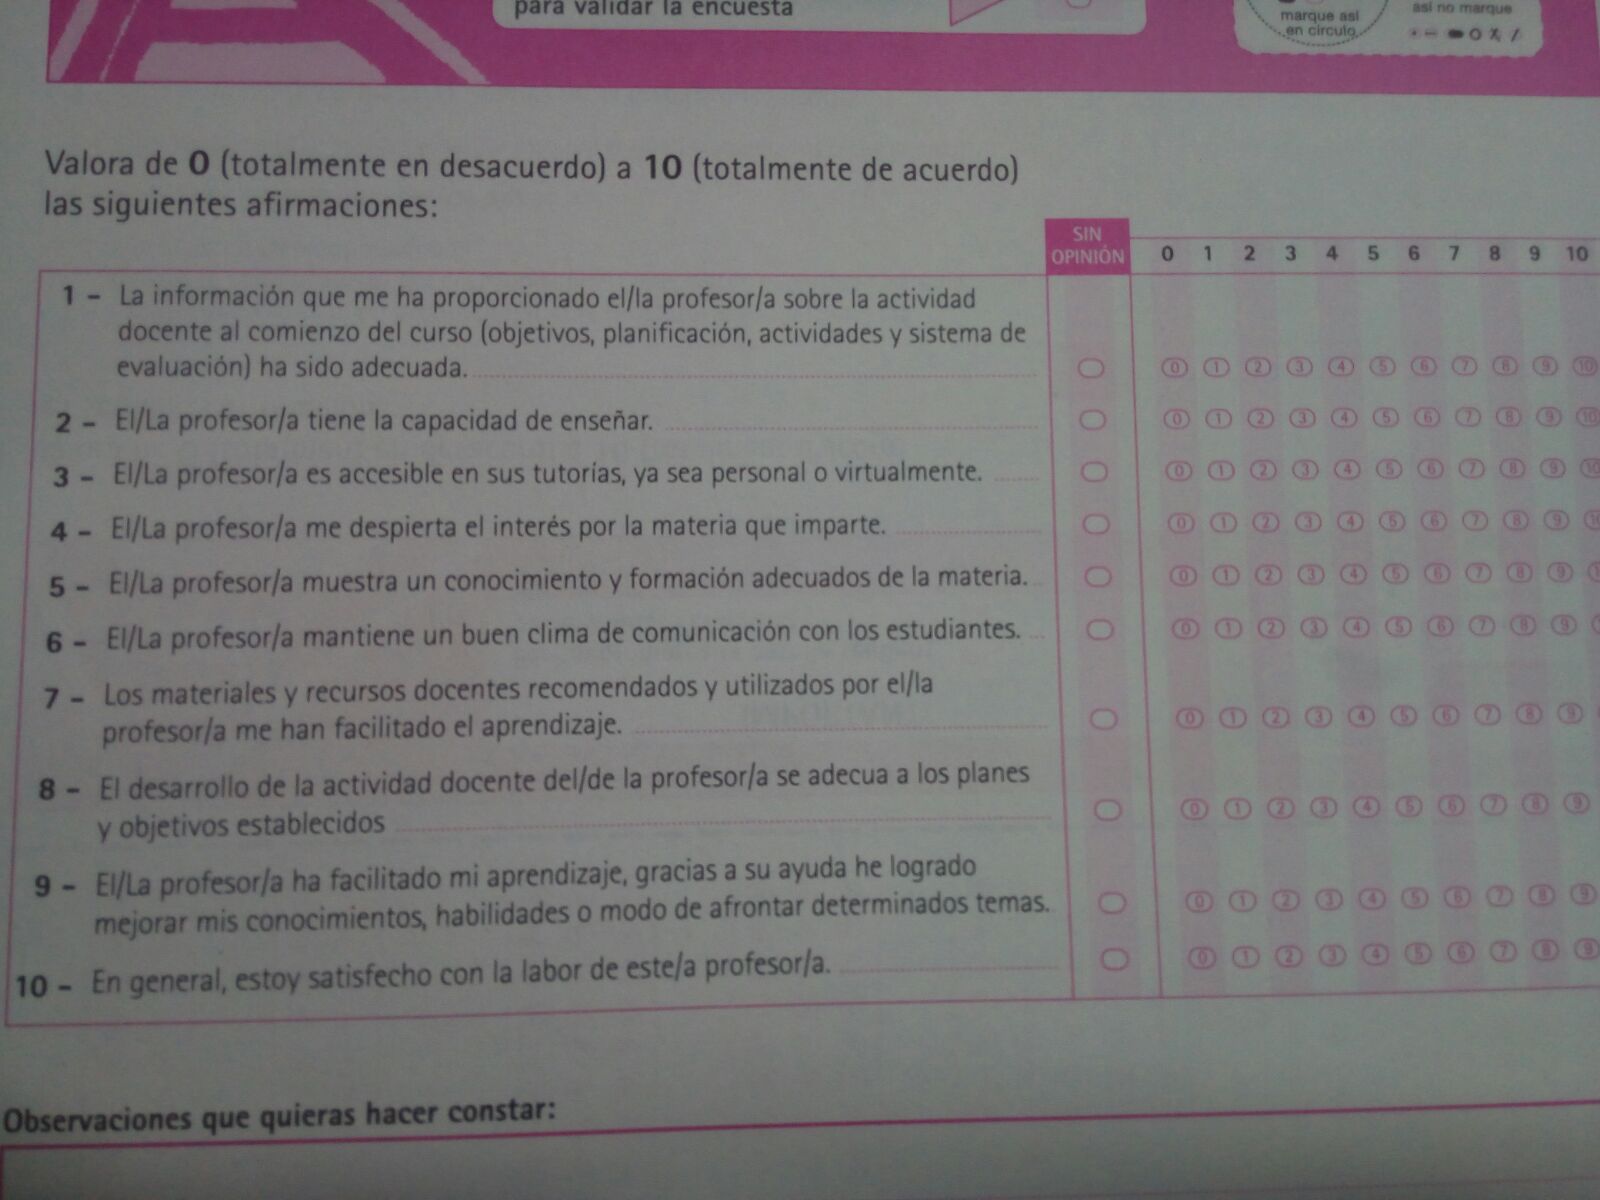 para validar la encuesta
marque así
en círculo
así no marque
Valora de 0 (totalmente en desacuerdo) a 10 (totalmente de acuerdo)
las siguientes afirmaciones:
SIN
OPINIÓN
0 1 2 3 4 5 6 7 8 9 10
1 - La información que me ha proporcionado el/la profesor/a sobre la actividad
docente al comienzo del curso (objetivos, planificación, actividades y sistema de
evaluación) ha sido adecuada. 0 1 2 3 4 5 6 7 8 9 10
2 - El/La profesor/a tiene la capacidad de enseñar. 0 1 2 3 4 5 6 7 8 9 10
3 - El/La profesor/a es accesible en sus tutorías, ya sea personal o virtualmente. 0 1 2 3 4 5 6 7 8 9 10
4 - El/La profesor/a me despierta el interés por la materia que imparte. 0 1 2 3 4 5 6 7 8 9
5 - El/La profesor/a muestra un conocimiento y formación adecuados de la materia. 0 1 2 3 4 5 6 7 8 9
6 - El/La profesor/a mantiene un buen clima de comunicación con los estudiantes. 0 1 2 3 4 5 6 7 8 9
7 - Los materiales y recursos docentes recomendados y utilizados por el/la
profesor/a me han facilitado el aprendizaje. 0 1 2 3 4 5 6 7 8 9
8 - El desarrollo de la actividad docente del/de la profesor/a se adecua a los planes
y objetivos establecidos 0 1 2 3 4 5 6 7 8 9
9 - El/La profesor/a ha facilitado mi aprendizaje, gracias a su ayuda he logrado
mejorar mis conocimientos, habilidades o modo de afrontar determinados temas. 0 1 2 3 4 5 6 7 8 9
10 - En general, estoy satisfecho con la labor de este/a profesor/a. 0 1 2 3 4 5 6 7 8 9
Observaciones que quieras hacer constar: